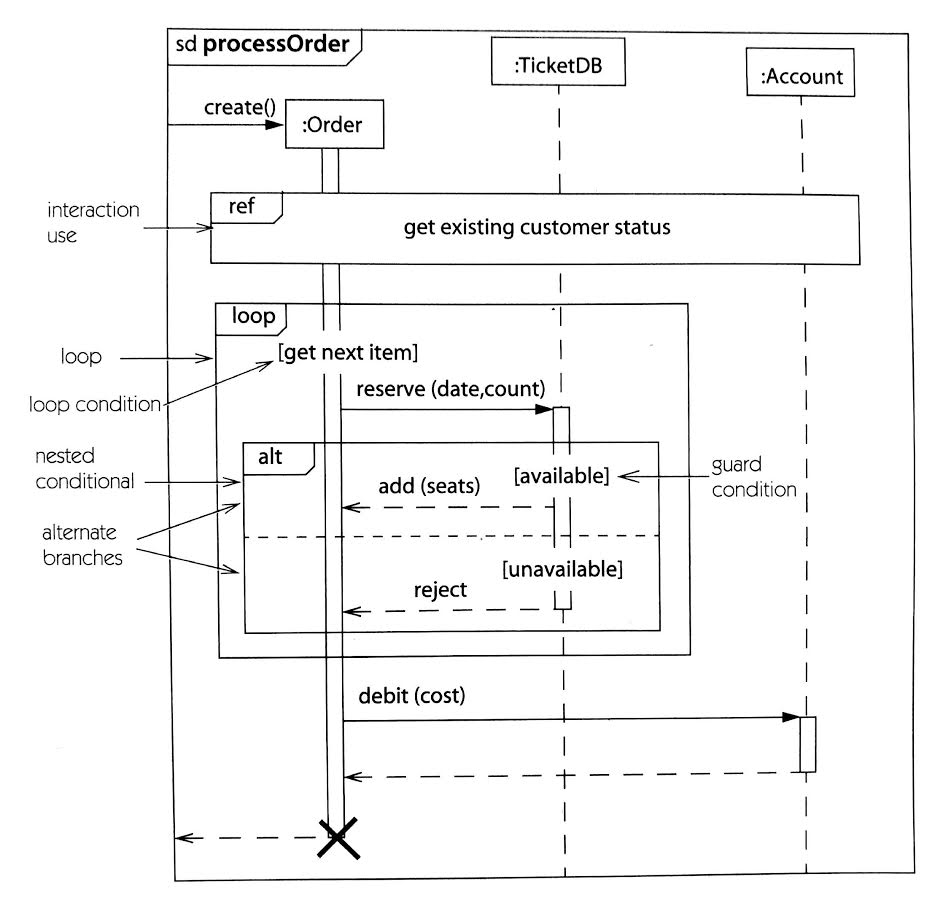 sd processOrder
:TicketDB
:Account
create()
:Order
interaction
use
ref
get existing customer status
loop
loop
[get next item]
loop condition
reserve (date,count)
nested
conditional
alt
[available]
guard
condition
add (seats)
alternate
branches
[unavailable]
reject
debit (cost)